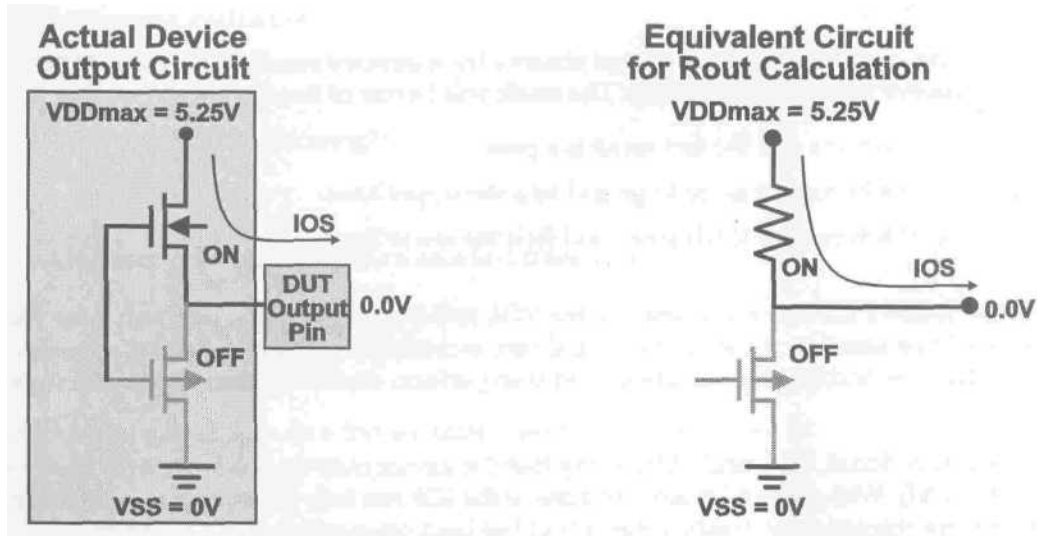 Actual Device
Output Circuit
VDDmax = 5.25V
IOS
ON
DUT
Output
Pin
0.0V
OFF
VSS = 0V
Equivalent Circuit
for Rout Calculation
VDDmax = 5.25V
IOS
ON
0.0V
OFF
VSS = 0V